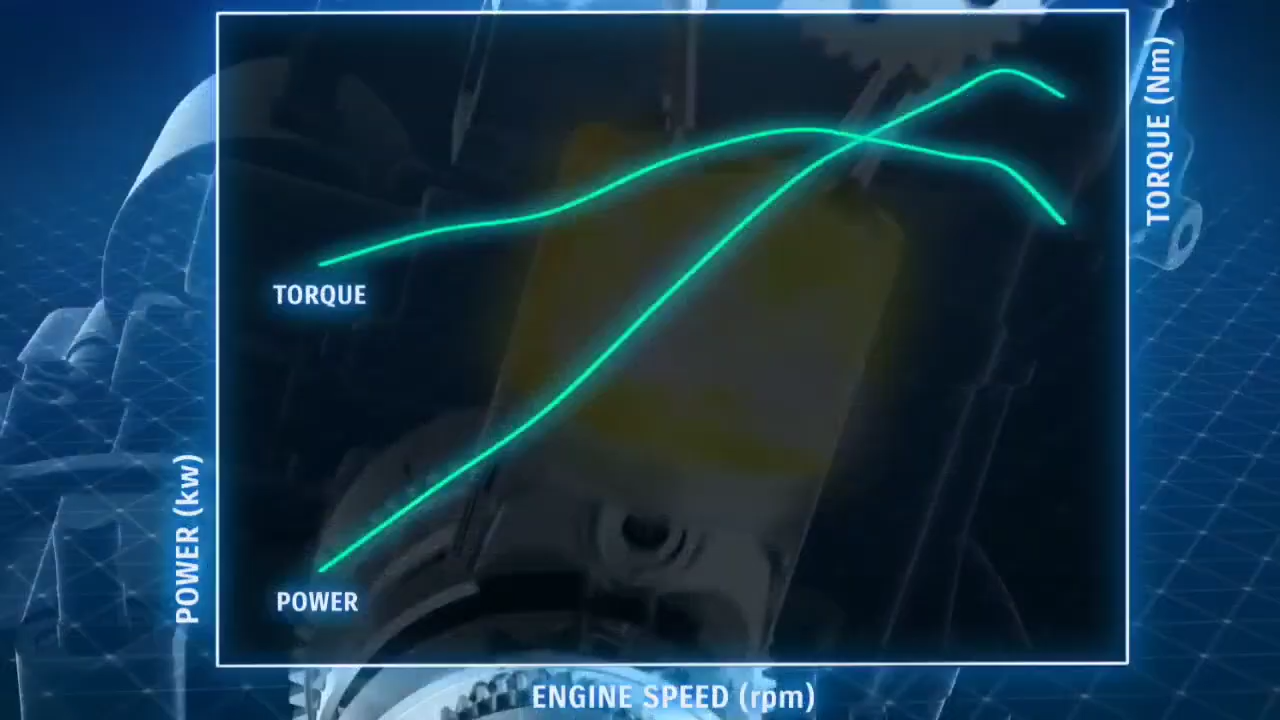 TORQUE (Nm)
TORQUE
POWER (kw)
POWER
ENGINE SPEED (rpm)